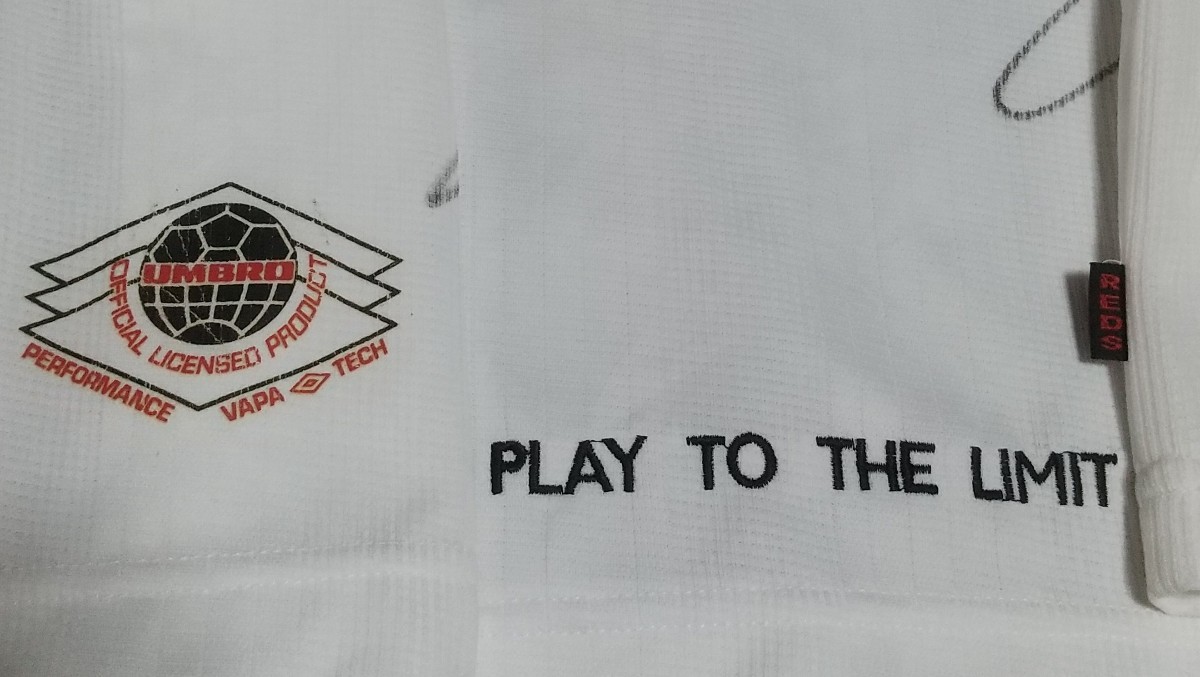 UMBRO
OFFICIAL LICENSED PRODUCT
PERFORMANCE VAPA TECH
PLAY TO THE LIMIT
REDS